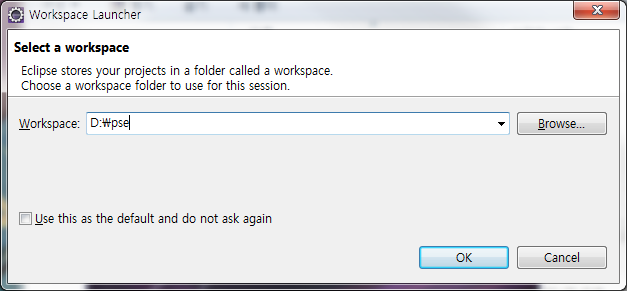 Workspace Launcher
Select a workspace
Eclipse stores your projects in a folder called a workspace.
Choose a workspace folder to use for this session.
Workspace: D:₩pse Browse...
Use this as the default and do not ask again
OK Cancel